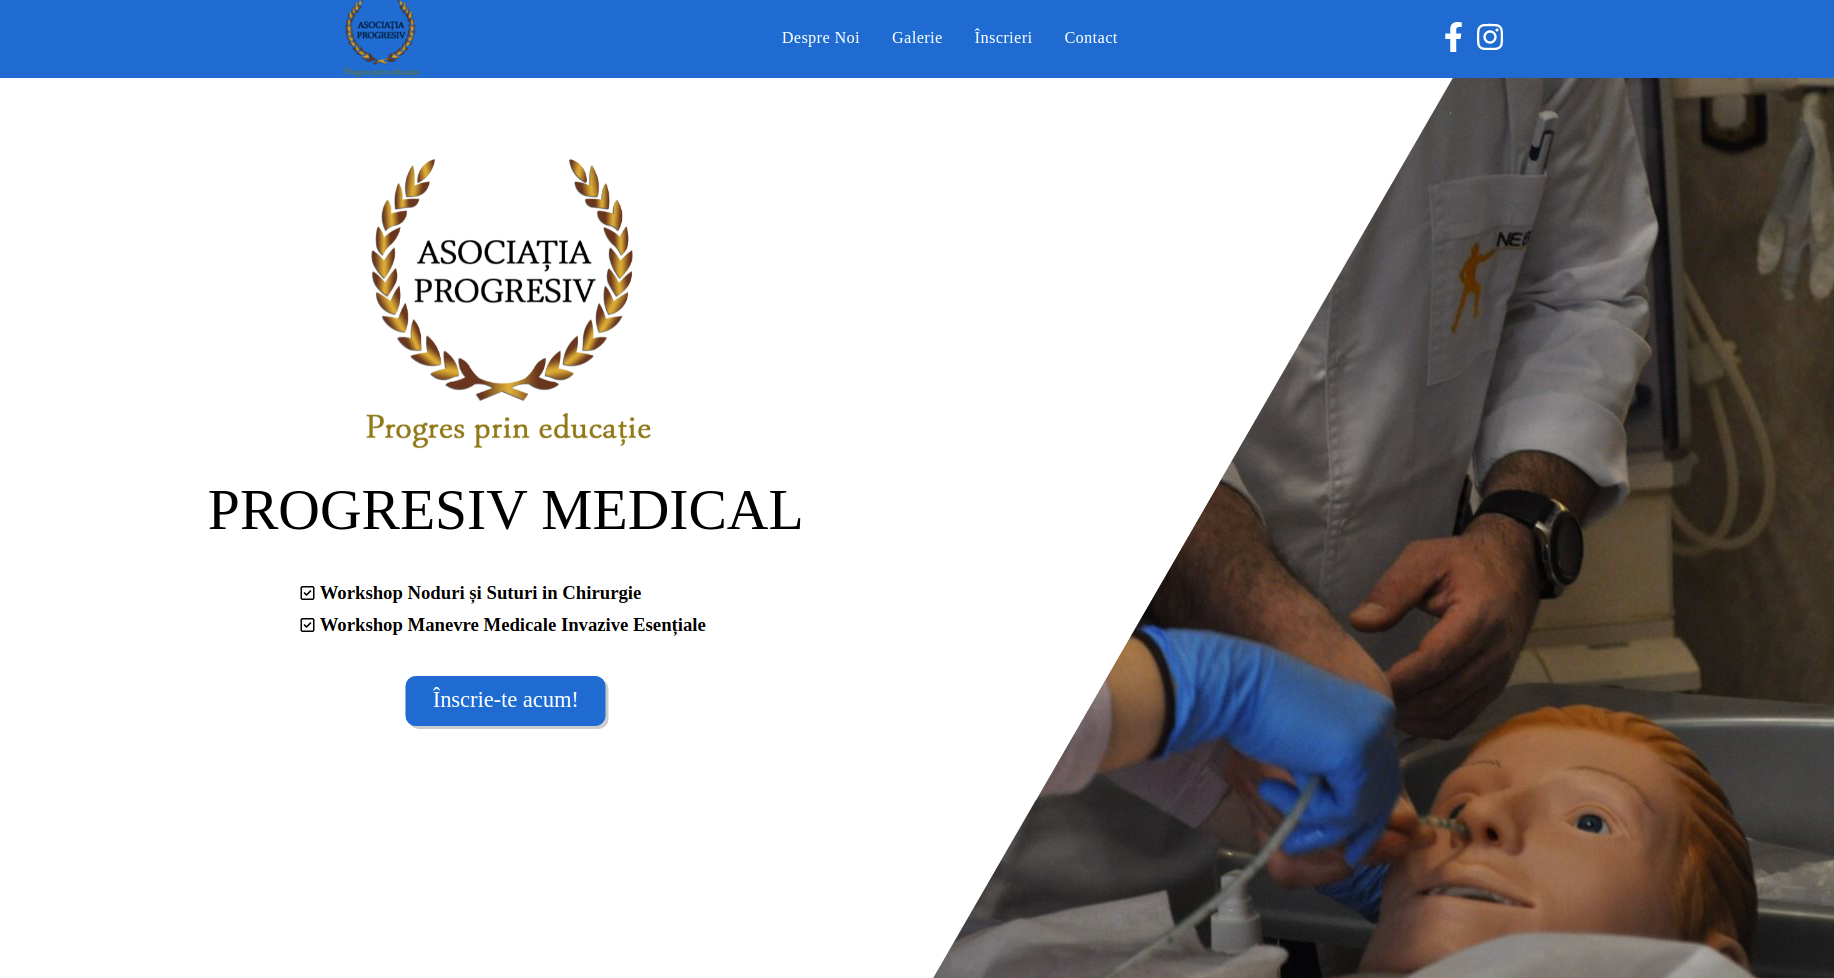 ASOCIAȚIA
PROGRESIV
Despre Noi
Galerie
Înscrieri
Contact
ASOCIAȚIA
PROGRESIV
Progres prin educație
PROGRESIV MEDICAL
Workshop Noduri și Suturi in Chirurgie
Workshop Manevre Medicale Invazive Esențiale
Înscrie-te acum!